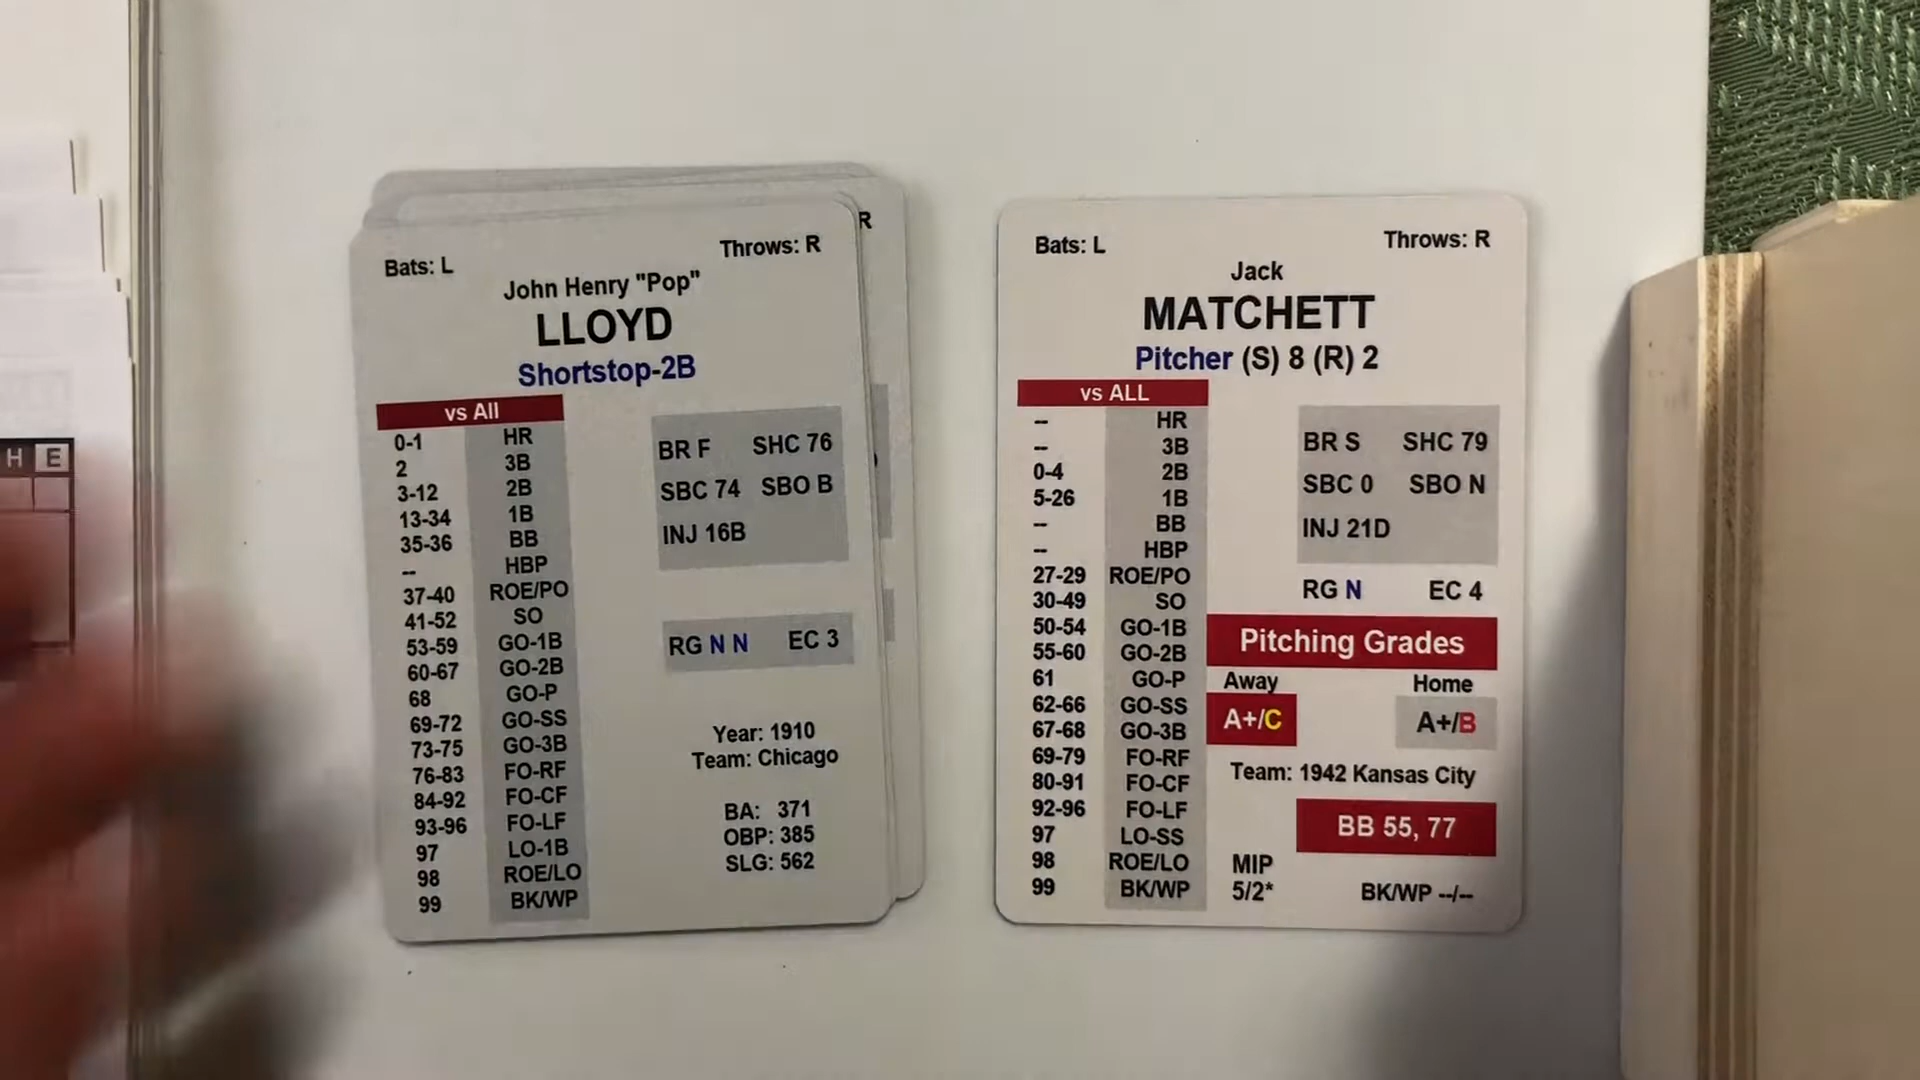 H E
R
Bats: L Throws: R
John Henry "Pop"
LLOYD
Shortstop-2B
vs All
0-1 HR
2 3B
3-12 2B
13-34 1B
35-36 BB
-- HBP
37-40 ROE/PO
41-52 SO
53-59 GO-1B
60-67 GO-2B
68 GO-P
69-72 GO-SS
73-75 GO-3B
76-83 FO-RF
84-92 FO-CF
93-96 FO-LF
97 LO-1B
98 ROE/LO
99 BK/WP
BR F SHC 76
SBC 74 SBO B
INJ 16B
RG N N EC 3
Year: 1910
Team: Chicago
BA: 371
OBP: 385
SLG: 562
Bats: L Throws: R
Jack
MATCHETT
Pitcher (S) 8 (R) 2
vs ALL
-- HR
-- 3B
0-4 2B
5-26 1B
-- BB
-- HBP
27-29 ROE/PO
30-49 SO
50-54 GO-1B
55-60 GO-2B
61 GO-P
62-66 GO-SS
67-68 GO-3B
69-79 FO-RF
80-91 FO-CF
92-96 FO-LF
97 LO-SS
98 ROE/LO
99 BK/WP
BR S SHC 79
SBC 0 SBO N
INJ 21D
RG N EC 4
Pitching Grades
Away Home
A+/C A+/B
Team: 1942 Kansas City
BB 55, 77
MIP
5/2* BK/WP --/--